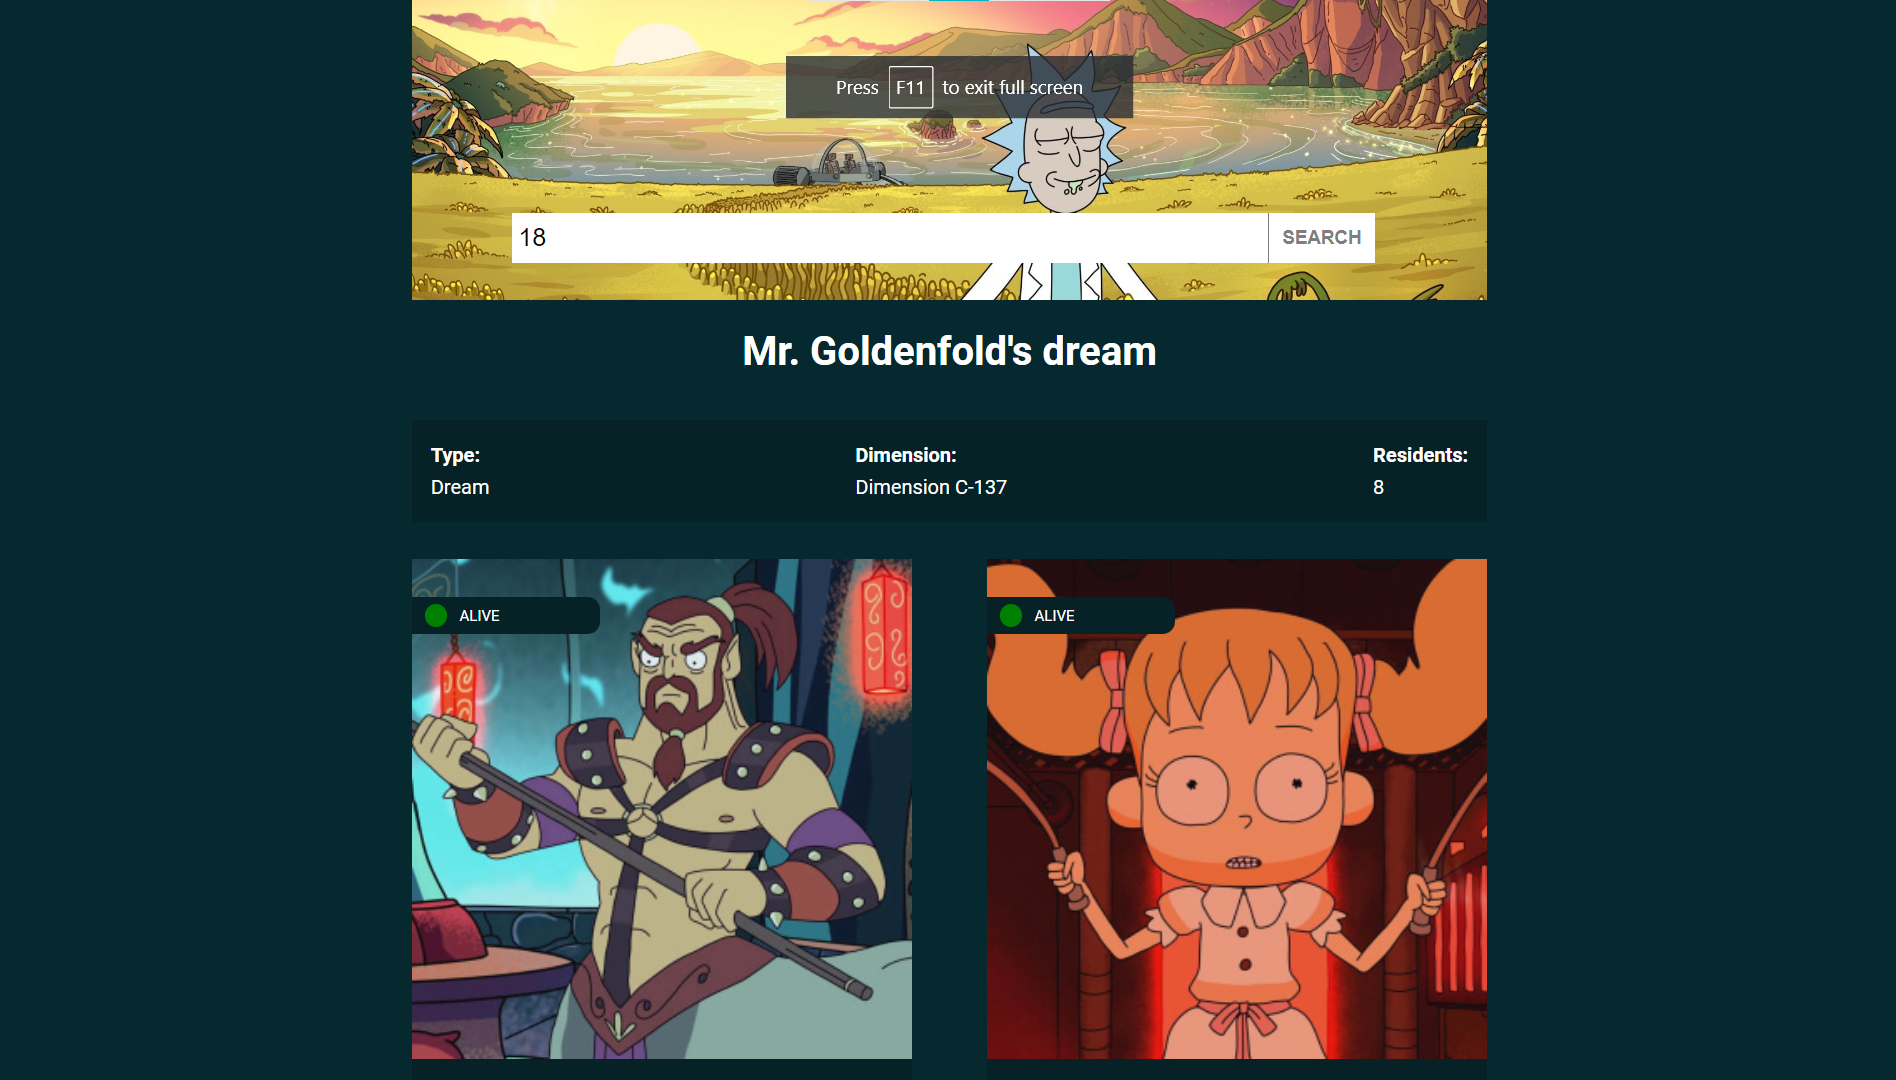 Press F11 to exit full screen
18
SEARCH
Mr. Goldenfold's dream
Type:
Dream
Dimension:
Dimension C-137
Residents:
8
ALIVE
ALIVE